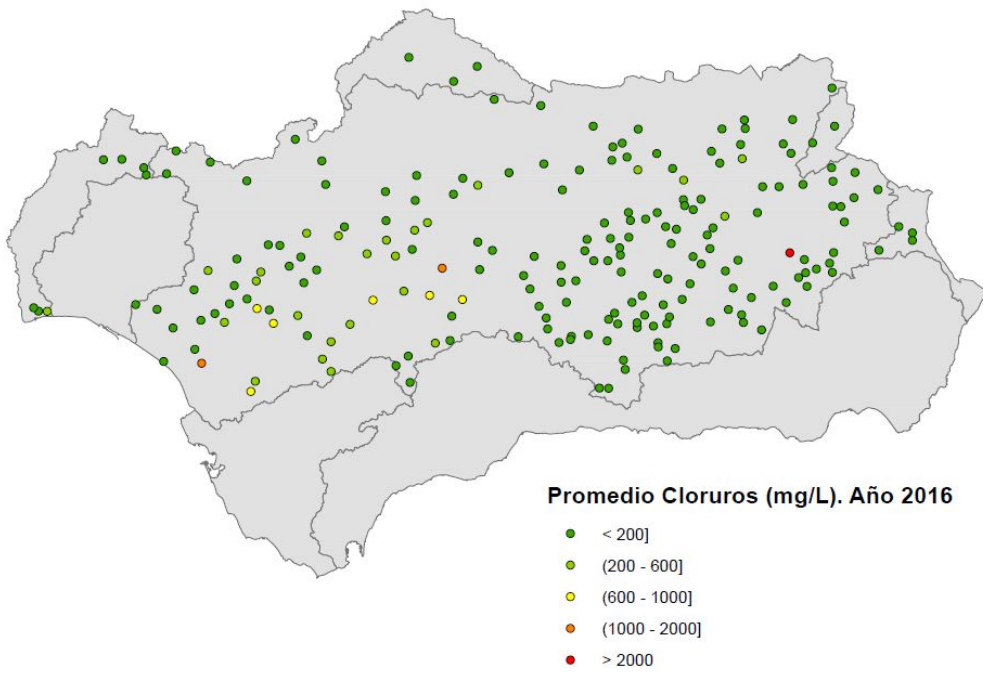 Promedio Cloruros (mg/L). Año 2016
< 200]
(200 - 600]
(600 - 1000]
(1000 - 2000]
> 2000